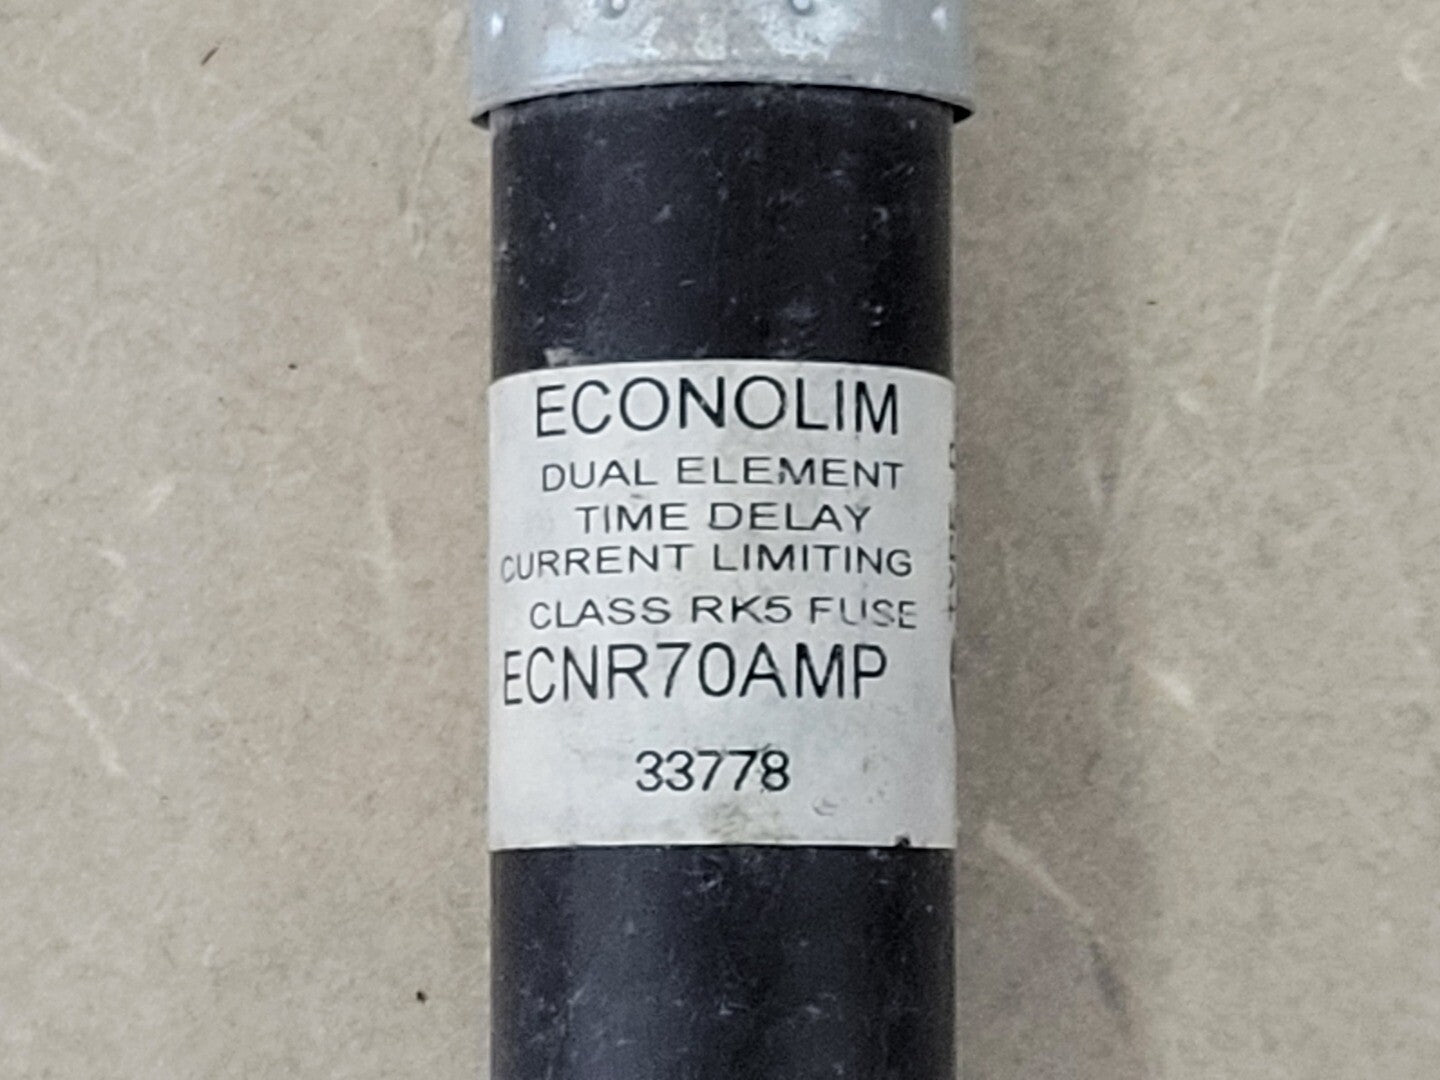 ECONOLIM
DUAL ELEMENT
TIME DELAY
CURRENT LIMITING
CLASS RK5 FUSE
ECNR70AMP
33778